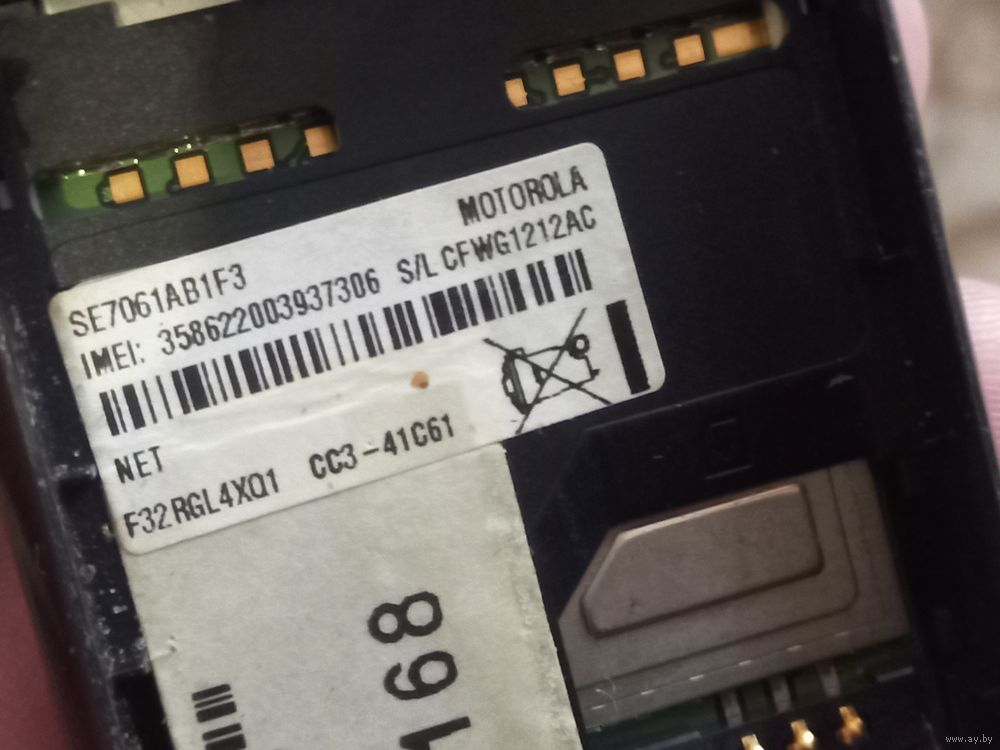 MOTOROLA
SE7061AB1F3
IMEI: 358622003937306 S/L CFWG1212AC
NET
F32RGL4XQ1 CC3-41C61
168
www.ay.by